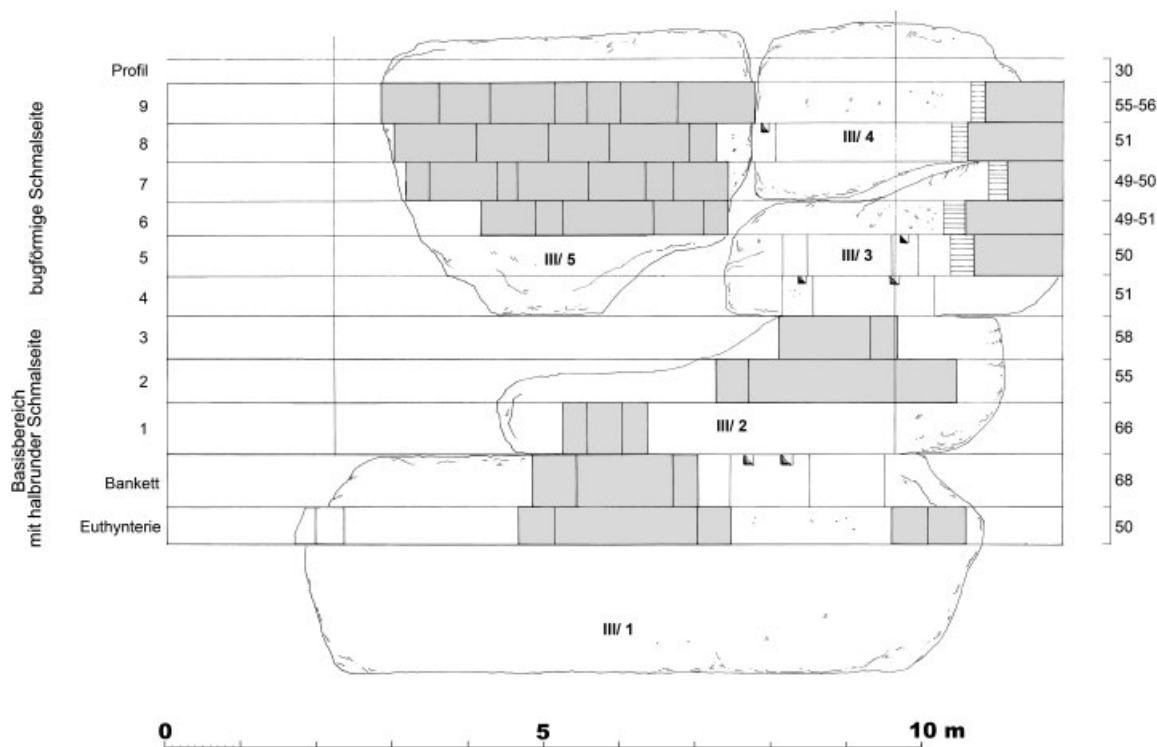 Profil 30
9 55-56
8 III/ 4 51
7 49-50
6 49-51
5 III/ 5 III/ 3 50
4 51
3 58
2 55
1 III/ 2 66
Bankett 68
Euthynterie 50
III/ 1
bugförmige Schmalseite
Basisbereich
mit halbrunder Schmalseite
0 5 10 m